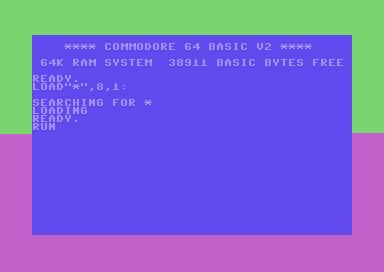 **** COMMODORE 64 BASIC V2 ****
64K RAM SYSTEM  38911 BASIC BYTES FREE
READY.
LOAD"*",8,1:
SEARCHING FOR *
LOADING
READY.
RUN